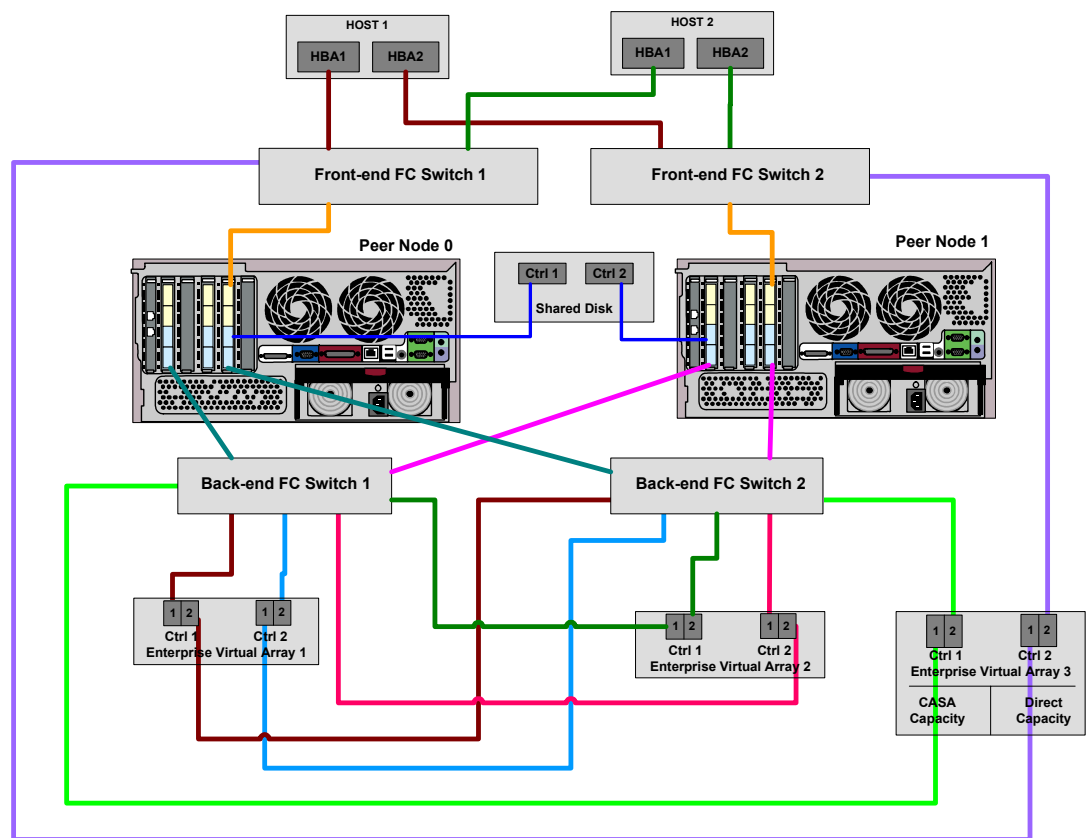 HOST 1
HOST 2
HBA1
HBA2
HBA1
HBA2
Front-end FC Switch 1
Front-end FC Switch 2
Peer Node 0
Peer Node 1
Ctrl 1
Ctrl 2
Shared Disk
Back-end FC Switch 1
Back-end FC Switch 2
1 2
1 2
Ctrl 1
Ctrl 2
Enterprise Virtual Array 1
1 2
1 2
Ctrl 1
Ctrl 2
Enterprise Virtual Array 2
1 2
1 2
Ctrl 1
Ctrl 2
Enterprise Virtual Array 3
CASA
Capacity
Direct
Capacity